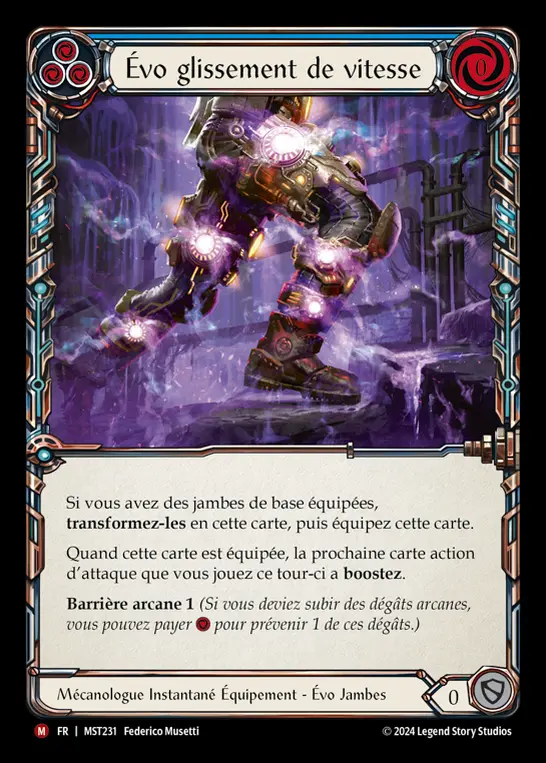 Évo glissement de vitesse
0
Si vous avez des jambes de base équipées,
transformez-les en cette carte, puis équipez cette carte.
Quand cette carte est équipée, la prochaine carte action
d'attaque que vous jouez ce tour-ci a boostez.
Barrière arcane 1 (Si vous deviez subir des dégâts arcanes,
vous pouvez payer pour prévenir 1 de ces dégâts.)
Mécanologue Instantané Équipement - Évo Jambes
0
M FR | MST231 Federico Musetti
© 2024 Legend Story Studios